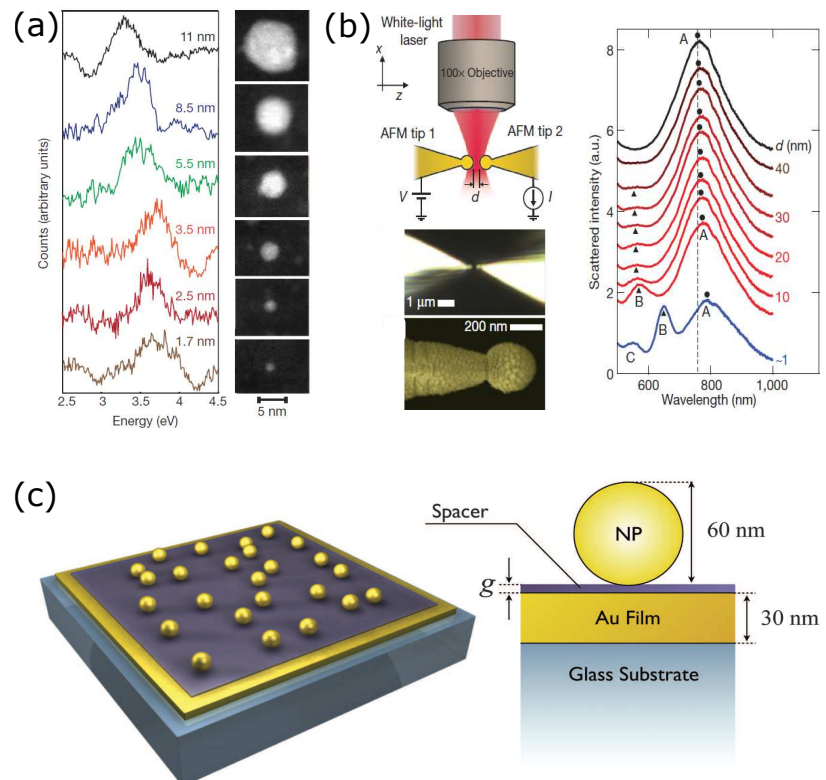 (a)
Counts (arbitrary units)
11 nm
8.5 nm
5.5 nm
3.5 nm
2.5 nm
1.7 nm
2.5 3 3.5 4 4.5
Energy (eV)
5 nm
(b)
White-light
laser
x
z
100× Objective
AFM tip 1
AFM tip 2
V
d
I
1 μm
200 nm
Scattered intensity (a.u.)
8
6
4
2
0
A
d (nm)
40
30
20
A
10
B
A
B
C
~1
600 800 1,000
Wavelength (nm)
(c)
Spacer
NP
60 nm
g
Au Film
30 nm
Glass Substrate